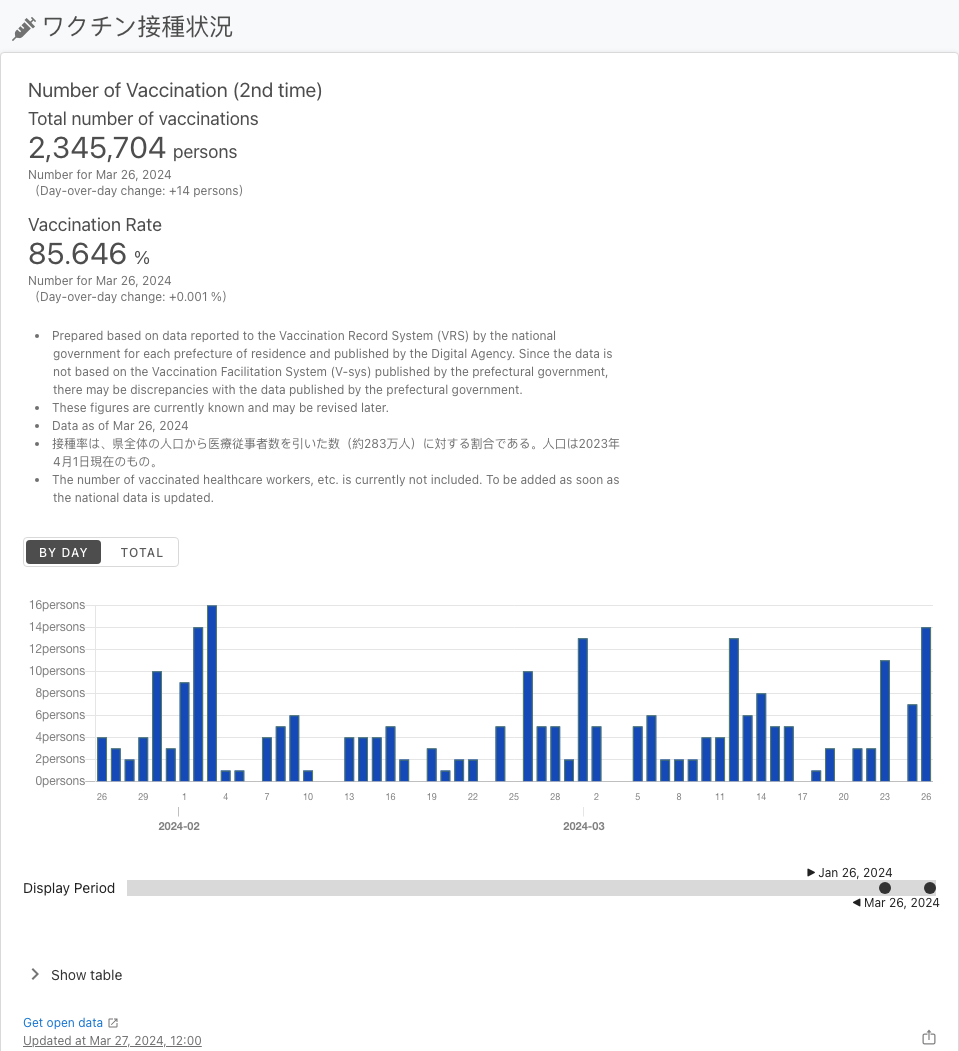 ワクチン接種状況
Number of Vaccination (2nd time)
Total number of vaccinations
2,345,704 persons
Number for Mar 26, 2024
（Day-over-day change: +14 persons）
Vaccination Rate
85.646 %
Number for Mar 26, 2024
（Day-over-day change: +0.001 %）
• Prepared based on data reported to the Vaccination Record System (VRS) by the national
government for each prefecture of residence and published by the Digital Agency. Since the data is
not based on the Vaccination Facilitation System (V-sys) published by the prefectural government,
there may be discrepancies with the data published by the prefectural government.
• These figures are currently known and may be revised later.
• Data as of Mar 26, 2024
• 接種率は、県全体の人口から医療従事者数を引いた数（約283万人）に対する割合である。人口は2023年
4月1日現在のもの。
• The number of vaccinated healthcare workers, etc. is currently not included. To be added as soon as
the national data is updated.
BY DAY TOTAL
16persons
14persons
12persons
10persons
8persons
6persons
4persons
2persons
0persons
26 29 1 4 7 10 13 16 19 22 25 28 2 5 8 11 14 17 20 23 26
2024-02 2024-03
Jan 26, 2024
Display Period
Mar 26, 2024
Show table
Get open data
Updated at Mar 27, 2024, 12:00